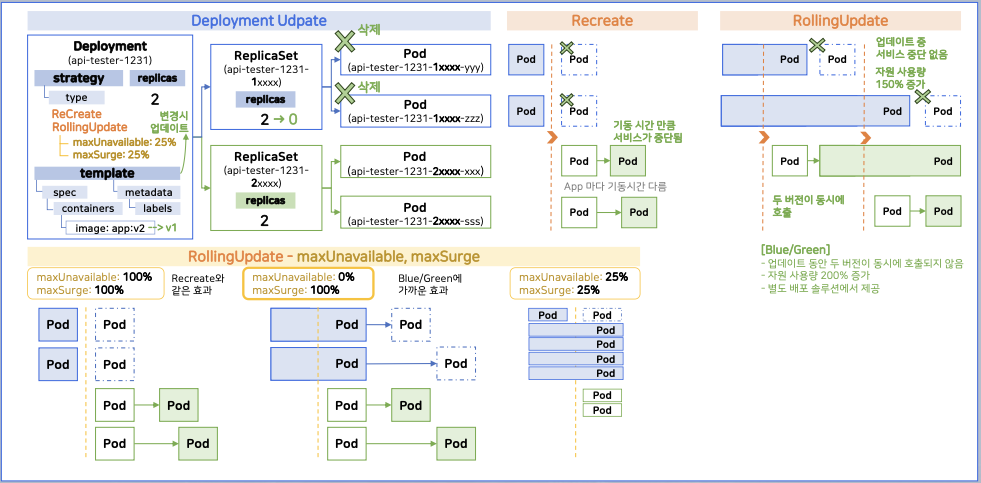 Deployment Udpate
Deployment
(api-tester-1231)
strategy
replicas
type
2
ReCreate
RollingUpdate
maxUnavailable: 25%
maxSurge: 25%
변경시
업데이트
template
spec
metadata
containers
labels
image: app:v2 --> v1
ReplicaSet
(api-tester-1231-
1xxxx)
replicas
2 → 0
ReplicaSet
(api-tester-1231-
2xxxx)
replicas
2
삭제
Pod
(api-tester-1231-1xxxx-yyy)
삭제
Pod
(api-tester-1231-1xxxx-zzz)
Pod
(api-tester-1231-2xxxx-xxx)
Pod
(api-tester-1231-2xxxx-sss)
Recreate
Pod
Pod
Pod
Pod
기동 시간 만큼
서비스가 중단됨
Pod
Pod
App 마다 기동시간 다름
Pod
Pod
RollingUpdate
Pod
Pod
업데이트 중
서비스 중단 없음
자원 사용량
150% 증가
Pod
Pod
Pod
Pod
두 버전이 동시에
호출
Pod
Pod
[Blue/Green]
- 업데이트 동안 두 버전이 동시에 호출되지 않음
- 자원 사용량 200% 증가
- 별도 배포 솔루션에서 제공
RollingUpdate - maxUnavailable, maxSurge
maxUnavailable: 100%
maxSurge: 100%
Recreate와
같은 효과
Pod
Pod
Pod
Pod
Pod
Pod
Pod
Pod
maxUnavailable: 0%
maxSurge: 100%
Blue/Green에
가까운 효과
Pod
Pod
Pod
Pod
Pod
Pod
Pod
Pod
maxUnavailable: 25%
maxSurge: 25%
Pod
Pod
Pod
Pod
Pod
Pod
Pod
Pod